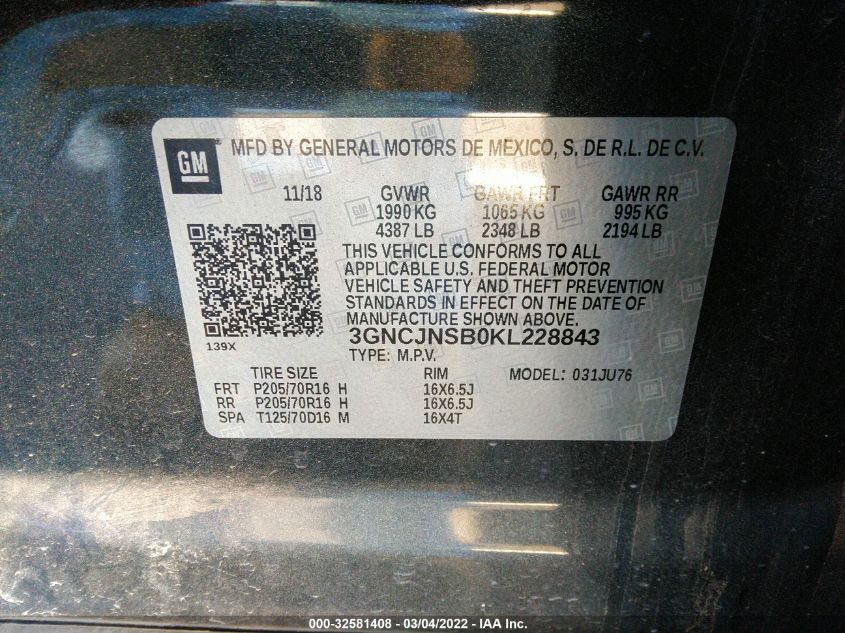 GM ® MFD BY GENERAL MOTORS DE MEXICO, S. DE R.L. DE C.V.
11/18 GVWR GAWR FRT GAWR RR
1990 KG 1065 KG 995 KG
4387 LB 2348 LB 2194 LB
THIS VEHICLE CONFORMS TO ALL
APPLICABLE U.S. FEDERAL MOTOR
VEHICLE SAFETY AND THEFT PREVENTION
STANDARDS IN EFFECT ON THE DATE OF
MANUFACTURE SHOWN ABOVE.
139X
3GNCJNSB0KL228843
TYPE: M.P.V.
TIRE SIZE RIM MODEL: 031JU76
FRT P205/70R16 H 16X6.5J
RR P205/70R16 H 16X6.5J
SPA T125/70D16 M 16X4T
000-32581408 - 03/04/2022 - IAA Inc.